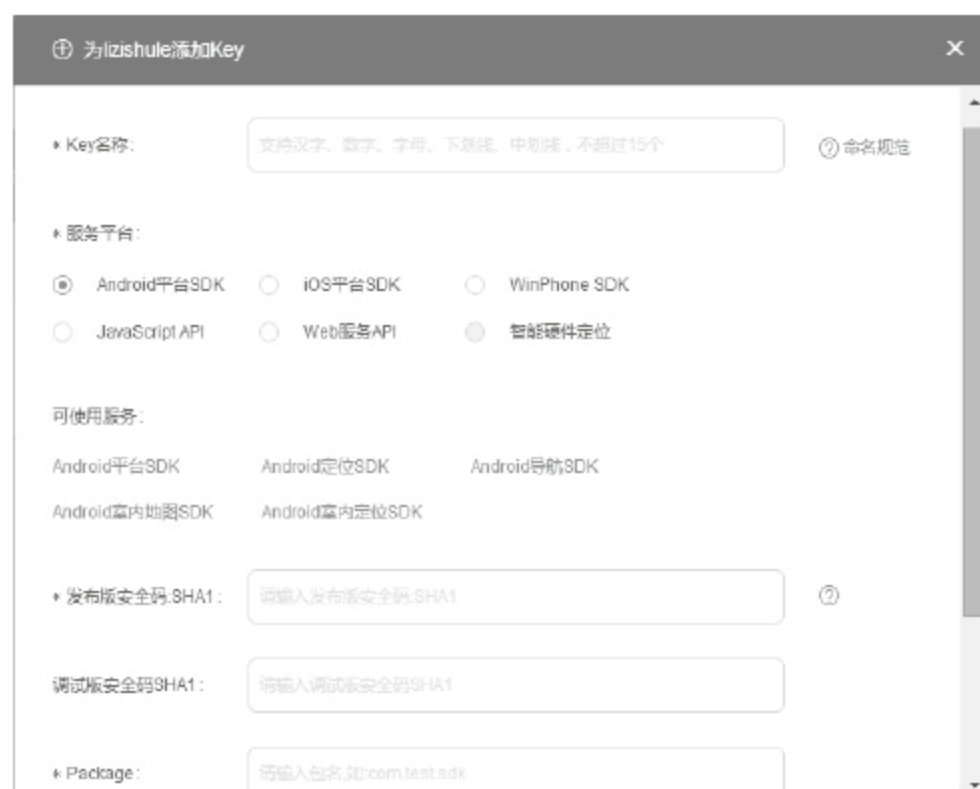 为lizishule添加Key
* Key名称: 支持汉字、数字、字母、下划线、中划线，不超过15个 命名规范
* 服务平台:
Android平台SDK iOS平台SDK WinPhone SDK
JavaScript API Web服务API 智能硬件定位
可使用服务:
Android平台SDK Android定位SDK Android导航SDK
Android室内地图SDK Android室内定位SDK
* 发布版安全码:SHA1: 请输入发布版安全码:SHA1
调试版安全码SHA1: 请输入调试版安全码SHA1
* Package: 请输入包名,如:com.test.sdk